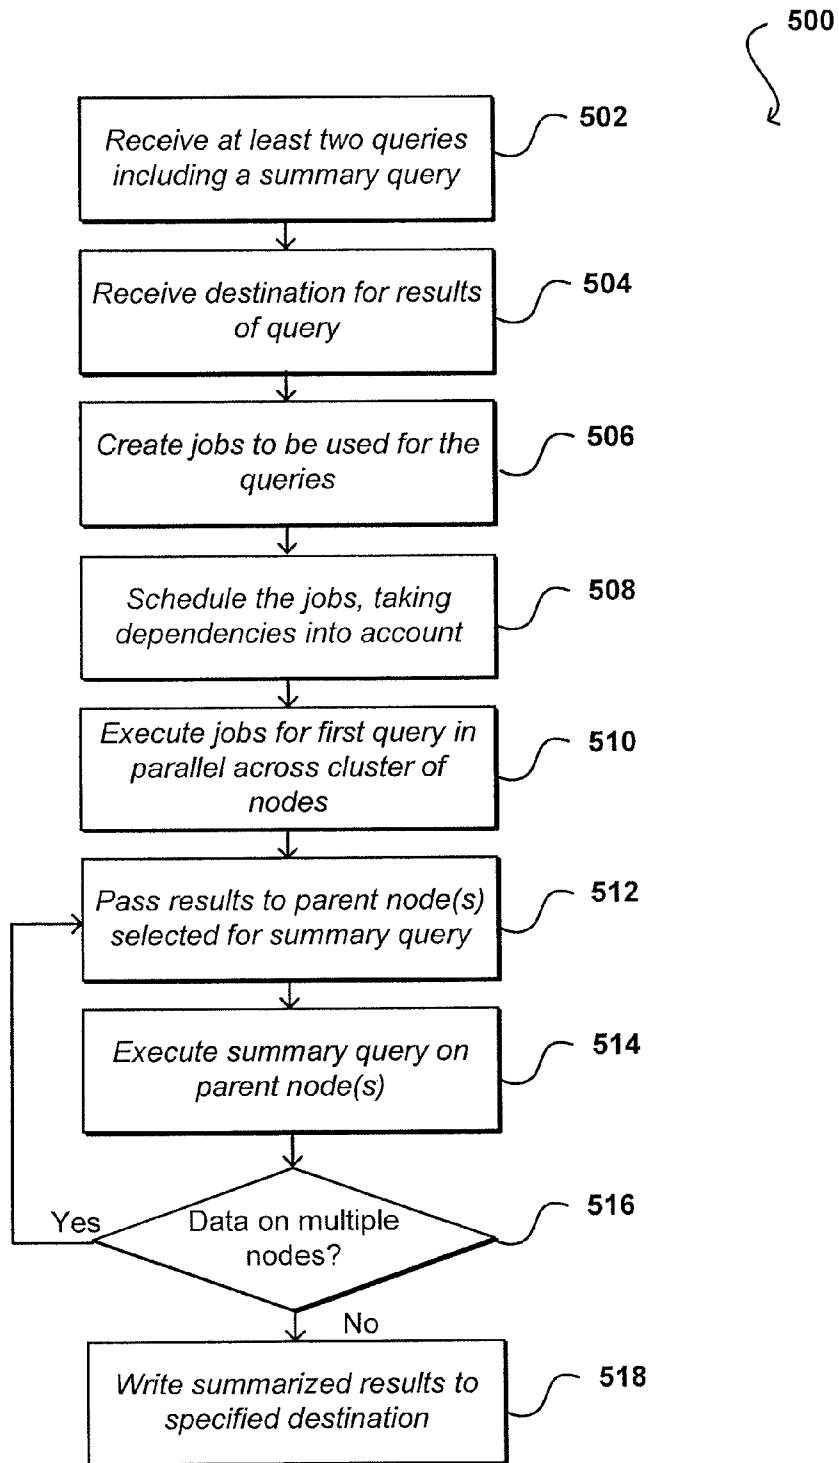 500
Receive at least two queries
including a summary query
502
Receive destination for results
of query
504
Create jobs to be used for the
queries
506
Schedule the jobs, taking
dependencies into account
508
Execute jobs for first query in
parallel across cluster of
nodes
510
Pass results to parent node(s)
selected for summary query
512
Execute summary query on
parent node(s)
514
Data on multiple
nodes?
516
Yes
No
Write summarized results to
specified destination
518